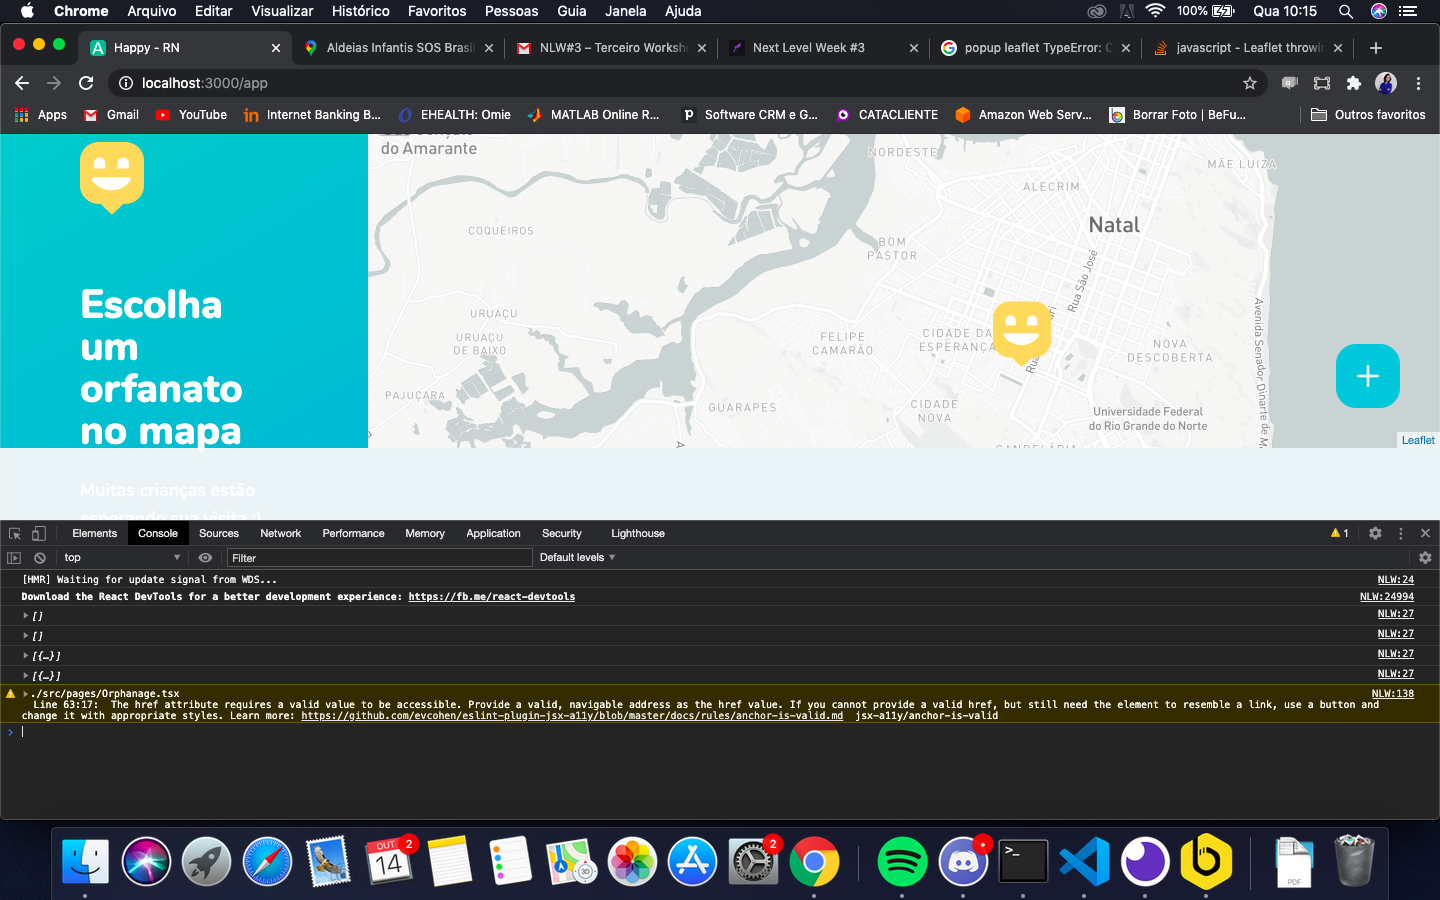 Chrome Arquivo Editar Visualizar Histórico Favoritos Pessoas Guia Janela Ajuda 100% Qua 10:15
Happy - RN
Aldeias Infantis SOS Brasil
NLW#3 – Terceiro Worksho
Next Level Week #3
popup leaflet TypeError: C
javascript - Leaflet throwin
localhost:3000/app
Apps Gmail YouTube Internet Banking B... EHEALTH: Omie MATLAB Online R... Software CRM e G... CATACLIENTE Amazon Web Serv... Borrar Foto | BeFu... Outros favoritos
Escolha
um
orfanato
no mapa
Muitas crianças estão
esperando sua visita :)
do Amarante
NORDESTE
MÃE LUIZA
ALECRIM
Natal
COQUEIROS
BOM
PASTOR
Rua São José
URUAÇU
URUAÇU
DE BAIXO
FELIPE
CAMARÃO
CIDADE DA
ESPERANÇA
NOVA
DESCOBERTA
Avenida Senador Dinarte de M
PAJUÇARA
GUARAPES
CIDADE
NOVA
Universidade Federal
do Rio Grande do Norte
CANDELÁRIA
Leaflet
Elements Console Sources Network Performance Memory Application Security Lighthouse 1
top Filter Default levels
[HMR] Waiting for update signal from WDS... NLW:24
Download the React DevTools for a better development experience: https://fb.me/react-devtools NLW:24994
[] NLW:27
[] NLW:27
[{…}] NLW:27
[{…}] NLW:27
./src/pages/Orphanage.tsx NLW:138
Line 63:17: The href attribute requires a valid value to be accessible. Provide a valid, navigable address as the href value. If you cannot provide a valid href, but still need the element to resemble a link, use a button and
change it with appropriate styles. Learn more: https://github.com/evcohen/eslint-plugin-jsx-a11y/blob/master/docs/rules/anchor-is-valid.md jsx-a11y/anchor-is-valid
OUT
14
2
3D
2
>_
PDF